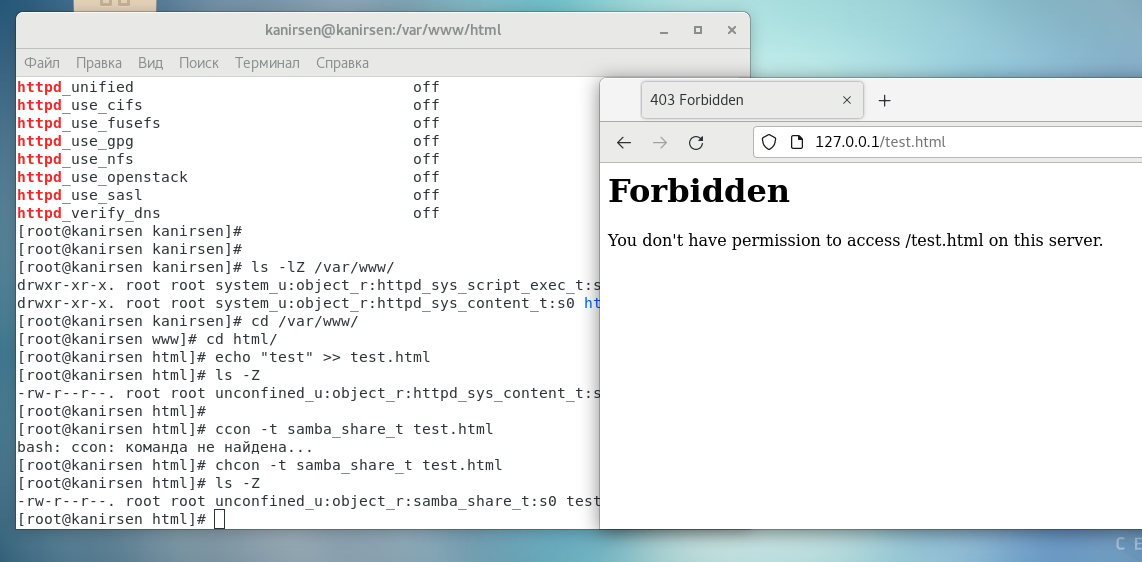 kanirsen@kanirsen:/var/www/html
Файл Правка Вид Поиск Терминал Справка
httpd_unified off
httpd_use_cifs off
httpd_use_fusefs off
httpd_use_gpg off
httpd_use_nfs off
httpd_use_openstack off
httpd_use_sasl off
httpd_verify_dns off
[root@kanirsen kanirsen]#
[root@kanirsen kanirsen]#
[root@kanirsen kanirsen]# ls -lZ /var/www/
drwxr-xr-x. root root system_u:object_r:httpd_sys_script_exec_t:s
drwxr-xr-x. root root system_u:object_r:httpd_sys_content_t:s0 ht
[root@kanirsen kanirsen]# cd /var/www/
[root@kanirsen www]# cd html/
[root@kanirsen html]# echo "test" >> test.html
[root@kanirsen html]# ls -Z
-rw-r--r--. root root unconfined_u:object_r:httpd_sys_content_t:s
[root@kanirsen html]#
[root@kanirsen html]# ccon -t samba_share_t test.html
bash: ccon: команда не найдена...
[root@kanirsen html]# chcon -t samba_share_t test.html
[root@kanirsen html]# ls -Z
-rw-r--r--. root root unconfined_u:object_r:samba_share_t:s0 test
[root@kanirsen html]#
403 Forbidden
127.0.0.1/test.html
Forbidden
You don't have permission to access /test.html on this server.
C E